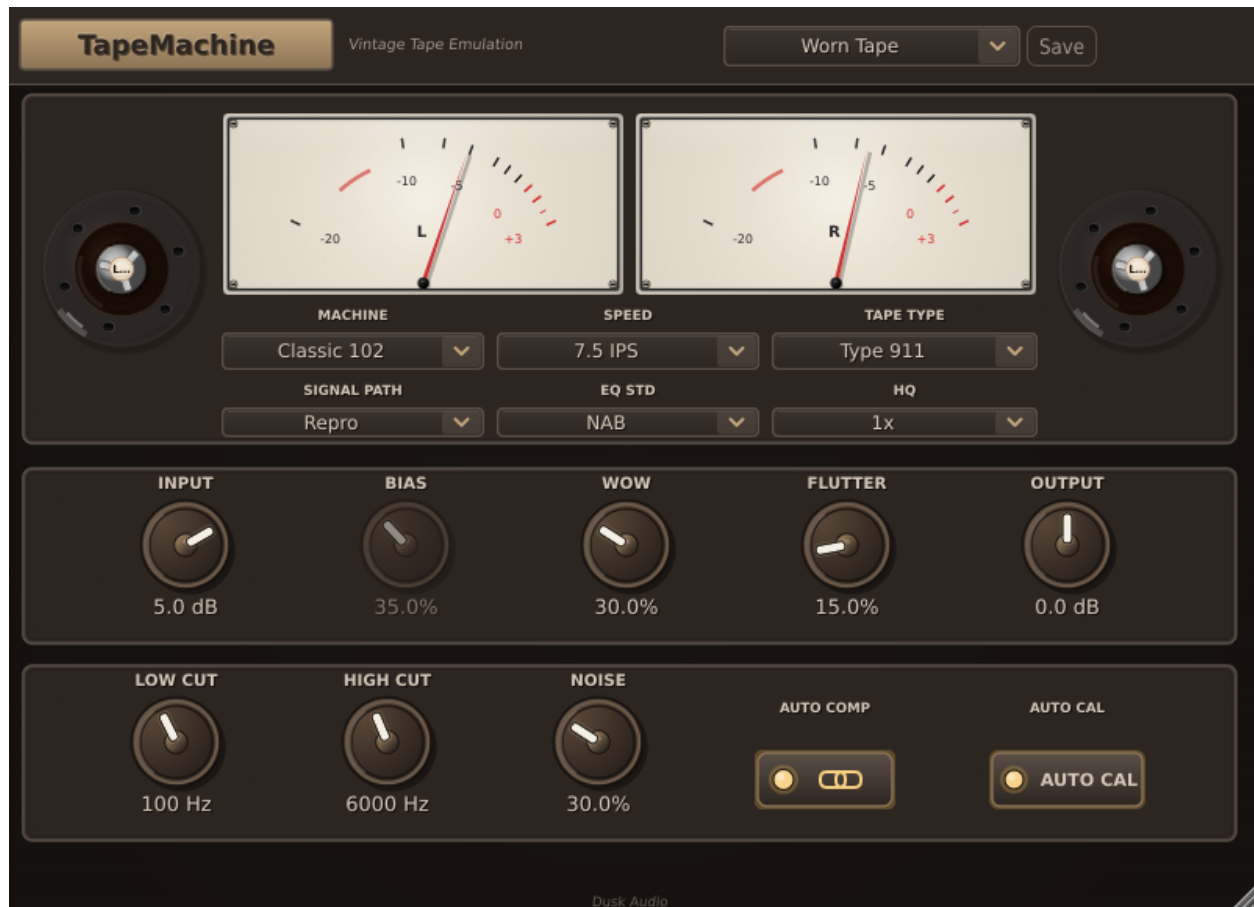 TapeMachine
Vintage Tape Emulation
Worn Tape
Save
-20
-10
-5
0
+3
L
-20
-10
-5
0
+3
R
L...
L...
MACHINE
SPEED
TAPE TYPE
Classic 102
7.5 IPS
Type 911
SIGNAL PATH
EQ STD
HQ
Repro
NAB
1x
INPUT
BIAS
WOW
FLUTTER
OUTPUT
5.0 dB
35.0%
30.0%
15.0%
0.0 dB
LOW CUT
HIGH CUT
NOISE
AUTO COMP
AUTO CAL
AUTO CAL
100 Hz
6000 Hz
30.0%
Dusk Audio